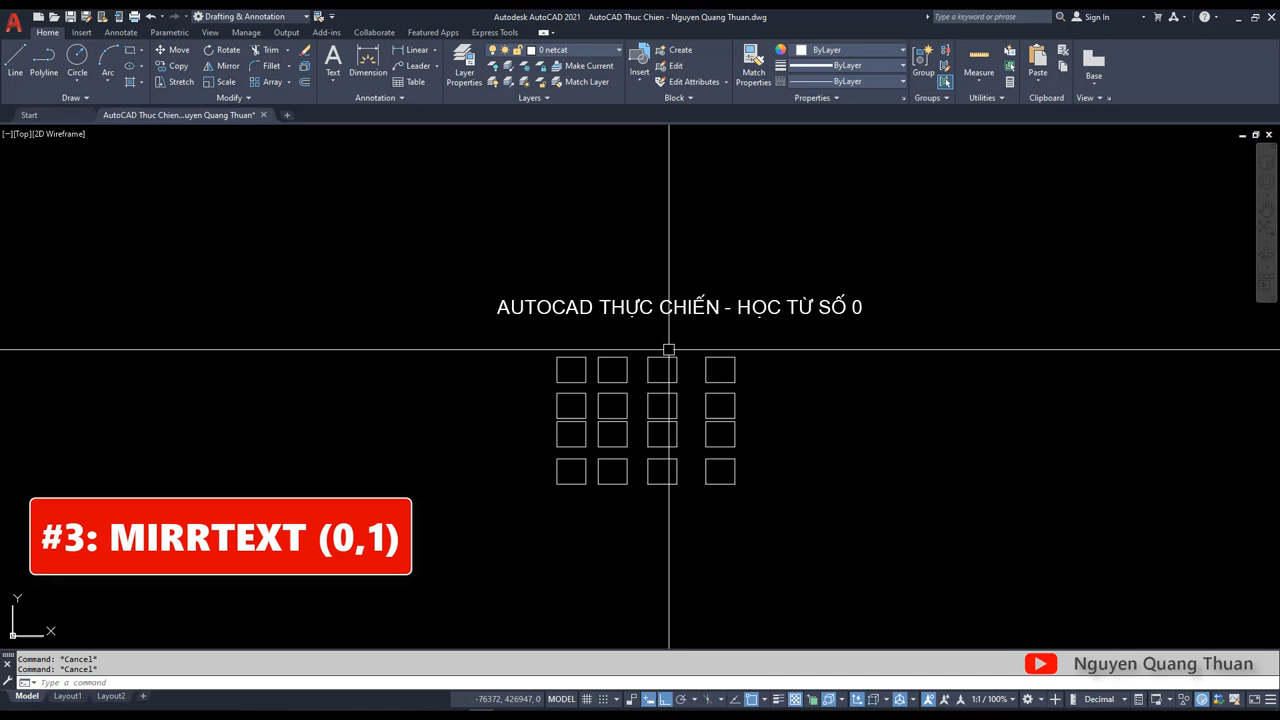 Drafting & Annotation
Autodesk AutoCAD 2021 AutoCAD Thuc Chien - Nguyen Quang Thuan.dwg
Type a keyword or phrase
Sign In
Home Insert Annotate Parametric View Manage Output Add-ins Collaborate Featured Apps Express Tools
Line Polyline Circle Arc
Move Rotate Trim
Copy Mirror Fillet
Stretch Scale Array
Text Dimension
Linear
Leader
Table
Layer Properties
0 netcat
Make Current
Match Layer
Insert
Create
Edit
Edit Attributes
Match Properties
ByLayer
ByLayer
ByLayer
Group
Measure
Paste
Base
Draw Modify Annotation Layers Block Properties Groups Utilities Clipboard View
Start
AutoCAD Thuc Chien...uyen Quang Thuan*
[−][Top][2D Wireframe]
AUTOCAD THỰC CHIẾN - HỌC TỪ SỐ 0
#3: MIRRTEXT (0,1)
Y
X
Command: *Cancel*
Command: *Cancel*
Type a command
Nguyen Quang Thuan
Model Layout1 Layout2
-76372, 426947, 0 MODEL
1:1 / 100%
Decimal